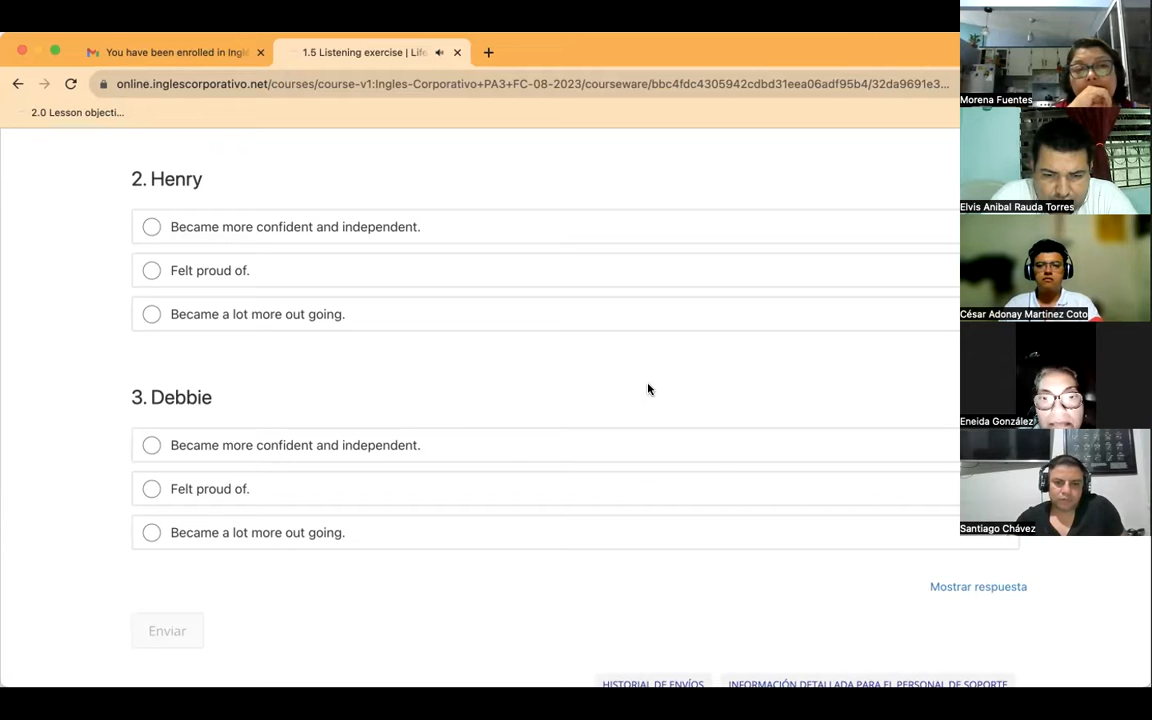 You have been enrolled in Ingl
1.5 Listening exercise | Life
online.inglescorporativo.net/courses/course-v1:Ingles-Corporativo+PA3+FC-08-2023/courseware/bbc4fdc4305942cdbd31eea06adf95b4/32da9691e3...
2.0 Lesson objecti...
2. Henry
Became more confident and independent.
Felt proud of.
Became a lot more out going.
3. Debbie
Became more confident and independent.
Felt proud of.
Became a lot more out going.
Mostrar respuesta
Enviar
HISTORIAL DE ENVÍOS
INFORMACIÓN DETALLADA PARA EL PERSONAL DE SOPORTE
Morena Fuentes
Elvis Anibal Rauda Torres
César Adonay Martinez Coto
Eneida González
Santiago Chávez